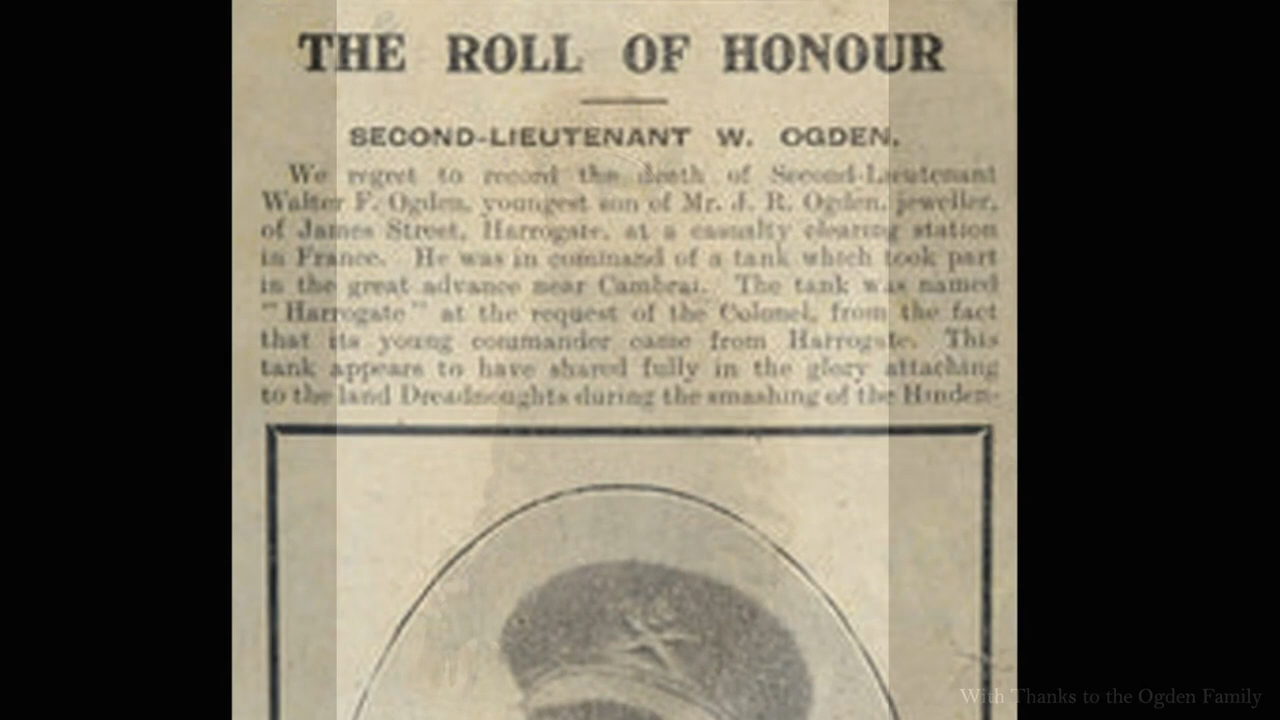 THE ROLL OF HONOUR
SECOND-LIEUTENANT W. OGDEN.
We regret to record the death of Second-Lieutenant
Walter F. Ogden, youngest son of Mr. J. R. Ogden, jeweller,
of James Street, Harrogate, at a casualty clearing station
in France. He was in command of a tank which took part
in the great advance near Cambrai. The tank was named
"Harrogate" at the request of the Colonel, from the fact
that its young commander came from Harrogate. This
tank appears to have shared fully in the glory attaching
to the land Dreadnoughts during the smashing of the Hinden-
With Thanks to the Ogden Family